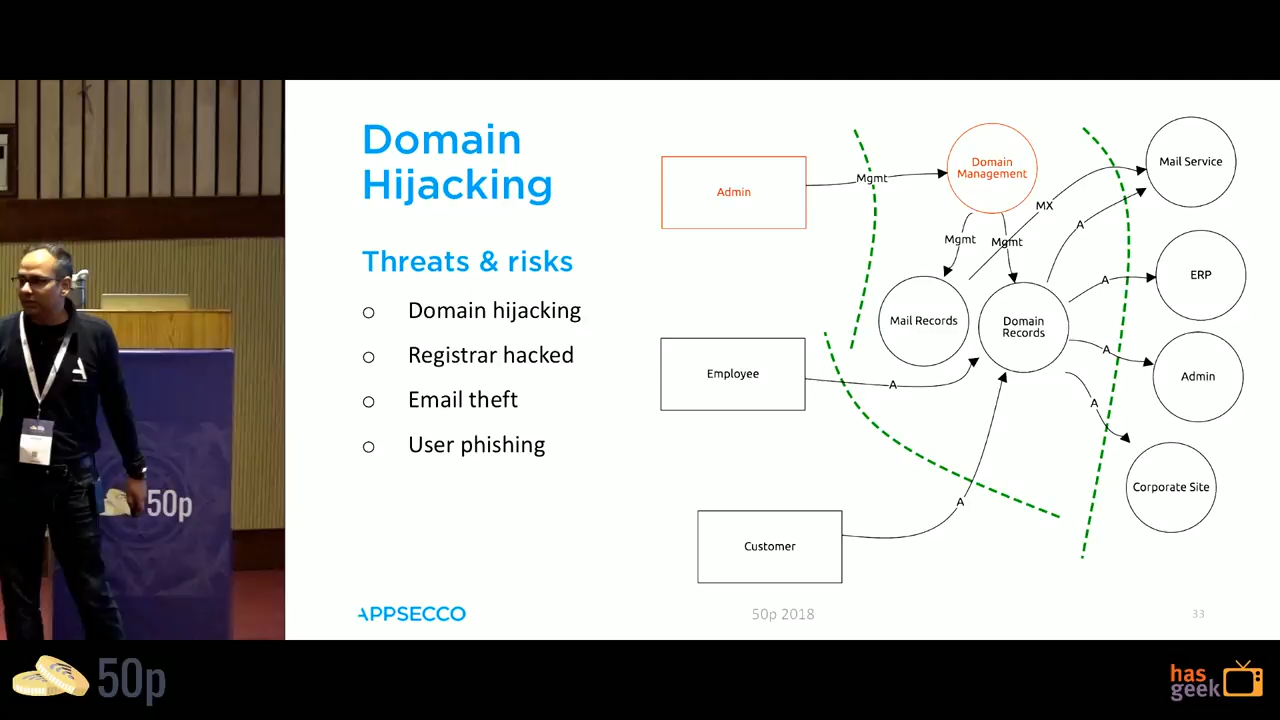 Domain
Hijacking
Threats & risks
Domain hijacking
Registrar hacked
Email theft
User phishing
Admin
Mgmt
Domain
Management
Mail Service
MX
A
Mgmt
Mgmt
A
ERP
Mail Records
Domain
Records
A
Admin
Employee
A
A
Corporate Site
A
Customer
APPSECCO
50p 2018
33
50p
50p
has
geek